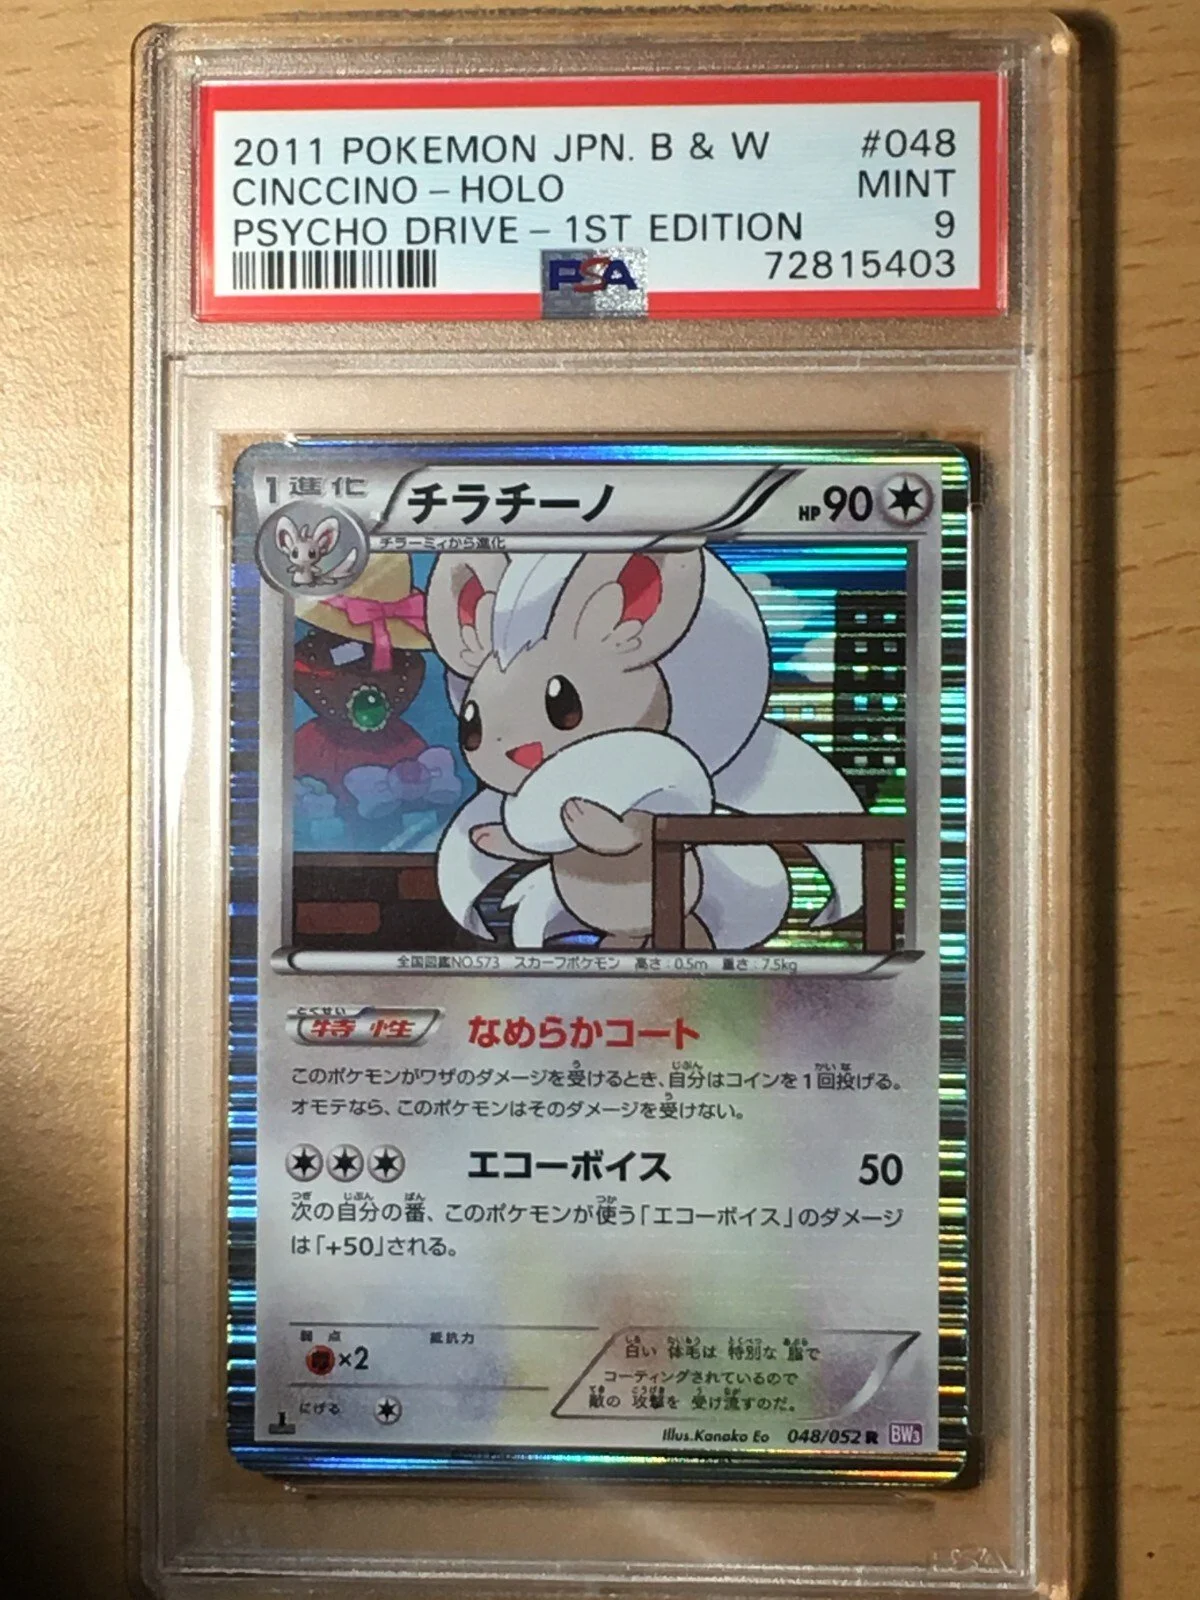 2011 POKEMON JPN. B & W #048
CINCCINO – HOLO MINT
PSYCHO DRIVE – 1ST EDITION 9
PSA 72815403
1進化 チラチーノ HP90
チラーミィから進化
全国図鑑NO.573 スカーフポケモン 高さ:0.5m 重さ:7.5kg
とくせい
特性 なめらかコート
このポケモンがワザのダメージを受けるとき、自分はコインを1回投げる。
オモテなら、このポケモンはそのダメージを受けない。
エコーボイス 50
次の自分の番、このポケモンが使う「エコーボイス」のダメージ
は「+50」される。
弱点 抵抗力
×2
にげる
白い 体毛は 特別な 脂で
コーティングされているので
敵の 攻撃を 受け流すのだ。
Illus.Kanako Eo 048/052 R BW3
PSA